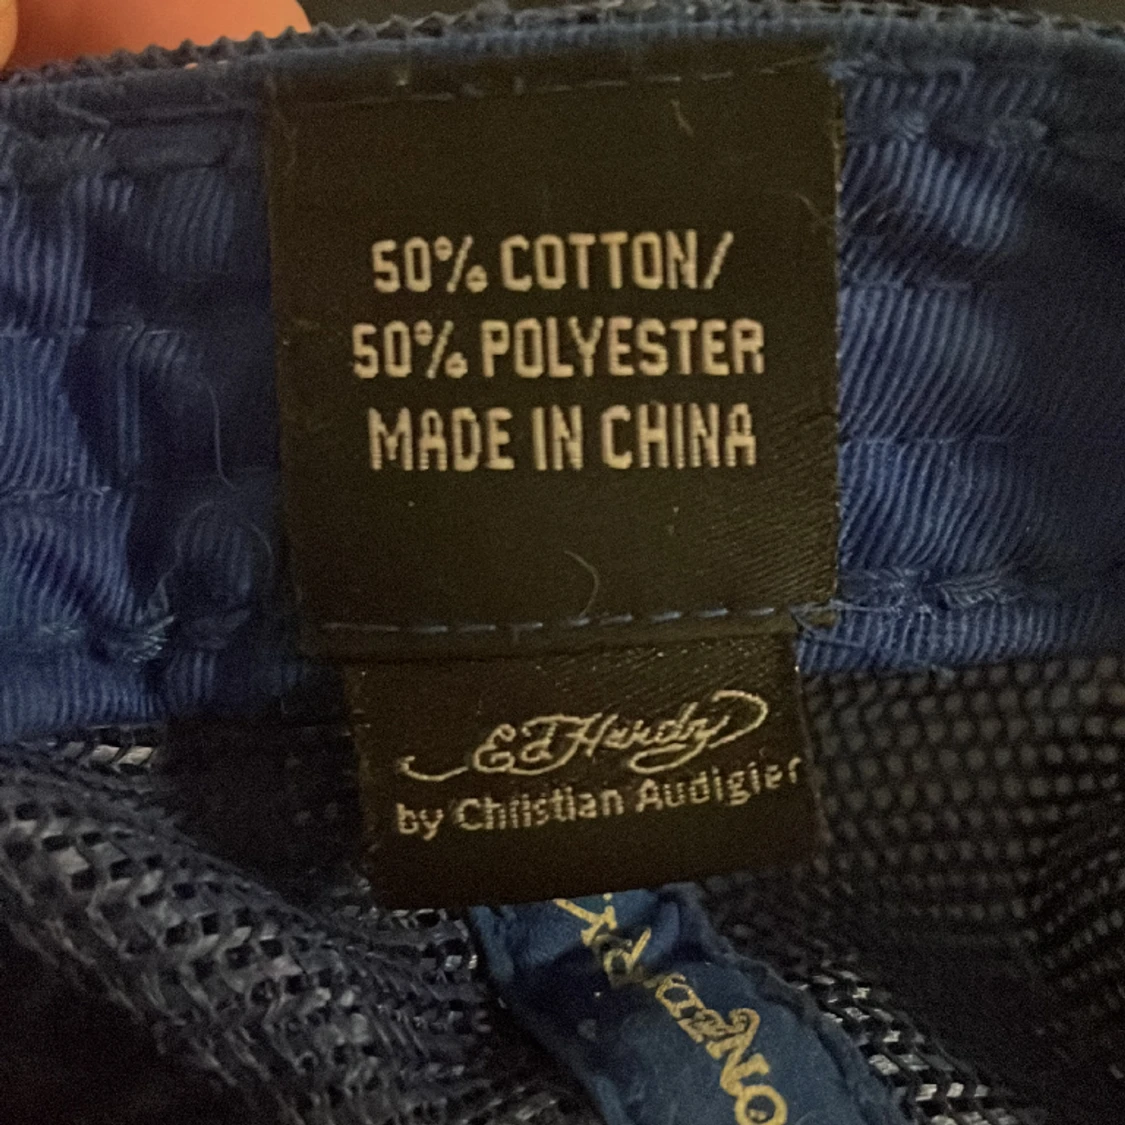 50% COTTON/
50% POLYESTER
MADE IN CHINA
Ed Hardy
by Christian Audigier